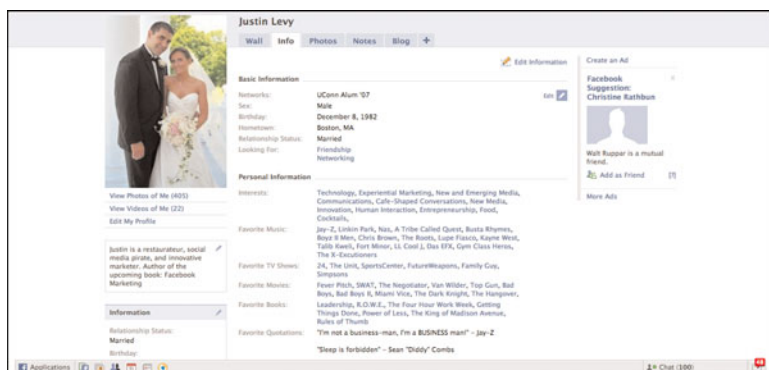 Justin Levy
Wall Info Photos Notes Blog +
Edit Information
Basic Information
Networks: UConn Alum '07
Edit
Sex: Male
Birthday: December 8, 1982
Hometown: Boston, MA
Relationship Status: Married
Looking For: Friendship
Networking
Personal Information
Interests: Technology, Experiential Marketing, New and Emerging Media,
Communications, Cafe-Shaped Conversations, New Media,
Innovation, Human Interaction, Entrepreneurship, Food,
Cocktails,
Favorite Music: Jay-Z, Linkin Park, Nas, A Tribe Called Quest, Busta Rhymes,
Boyz II Men, Chris Brown, The Roots, Lupe Fiasco, Kayne West,
Talib Kweli, Fort Minor, LL Cool J, Das EFX, Gym Class Heros,
The X-Executioners
Favorite TV Shows: 24, The Unit, SportsCenter, FutureWeapons, Family Guy,
Simpsons
Favorite Movies: Fever Pitch, SWAT, The Negotiator, Van Wilder, Top Gun, Bad
Boys, Bad Boys II, Miami Vice, The Dark Knight, The Hangover,
Favorite Books: Leadership, R.O.W.E., The Four Hour Work Week, Getting
Things Done, Power of Less, The King of Madison Avenue,
Rules of Thumb
Favorite Quotations: "I'm not a business-man, I'm a BUSINESS man!" – Jay-Z
"Sleep is forbidden" – Sean "Diddy" Combs
View Photos of Me (405)
View Videos of Me (22)
Edit My Profile
Justin is a restaurateur, social
media pirate, and innovative
marketer. Author of the
upcoming book: Facebook
Marketing
Information
Relationship Status:
Married
Birthday:
Create an Ad
Facebook
Suggestion:
Christine Rathbun
Walt Ruppar is a mutual
friend.
Add as Friend [?]
More Ads
Applications
Chat (100)